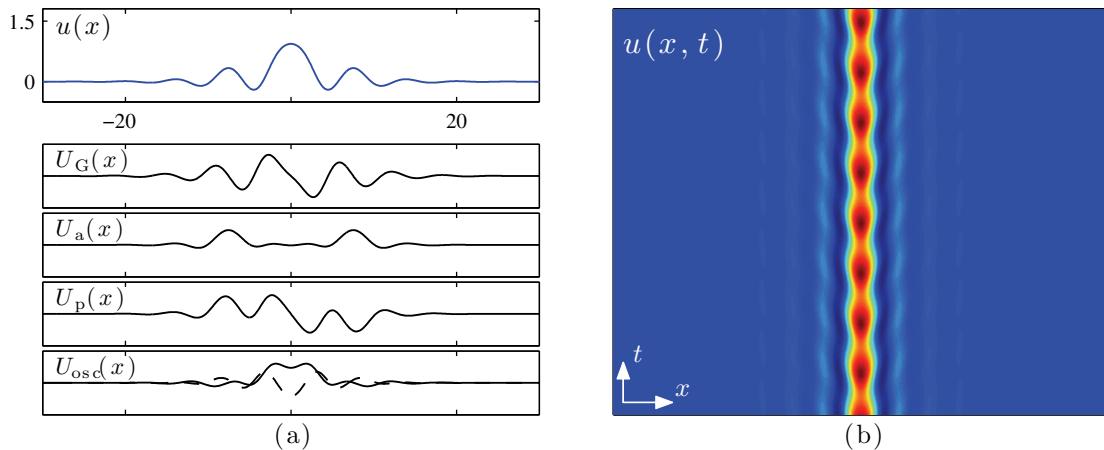 1.5
u(x)
0
−20 20
U_G(x)
U_a(x)
U_p(x)
U_osc(x)
(a)
u(x, t)
t
x
(b)